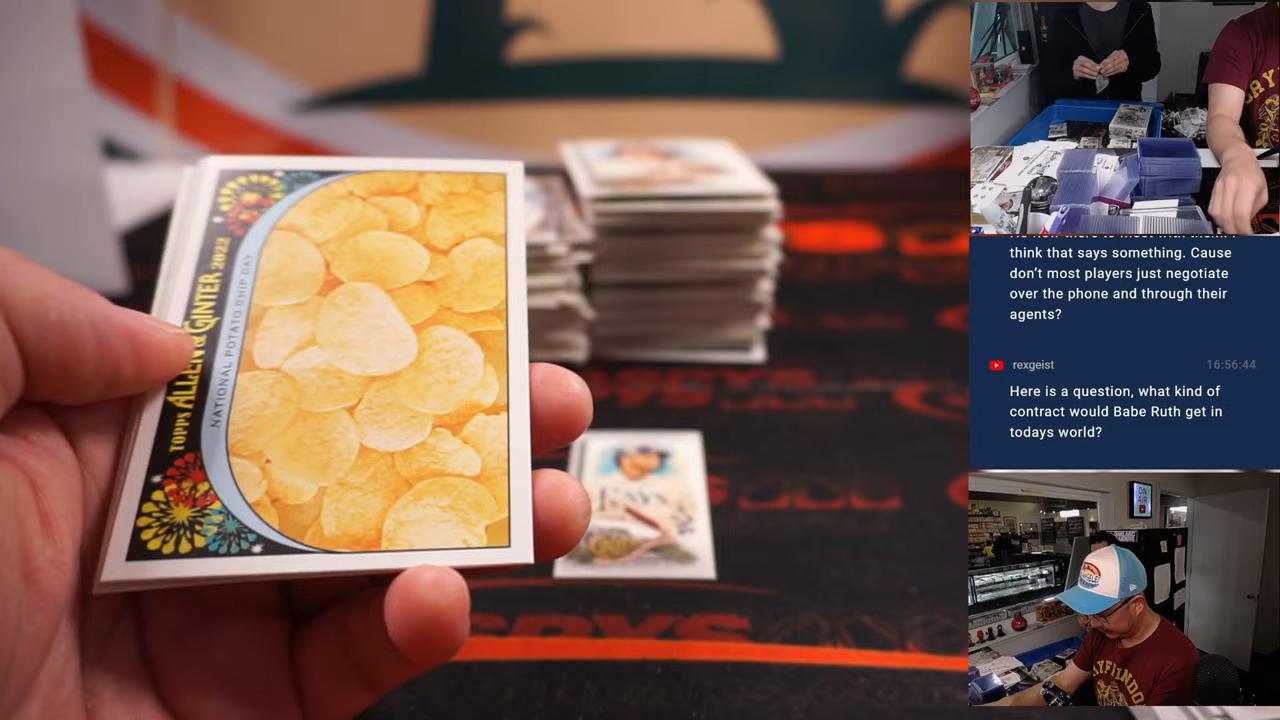 TOPPS ALLEN & GINTER 2022
NATIONAL POTATO CHIP DAY
RAYS
think that says something. Cause
don't most players just negotiate
over the phone and through their
agents?
rexgeist
16:56:44
Here is a question, what kind of
contract would Babe Ruth get in
todays world?
ON
AIR